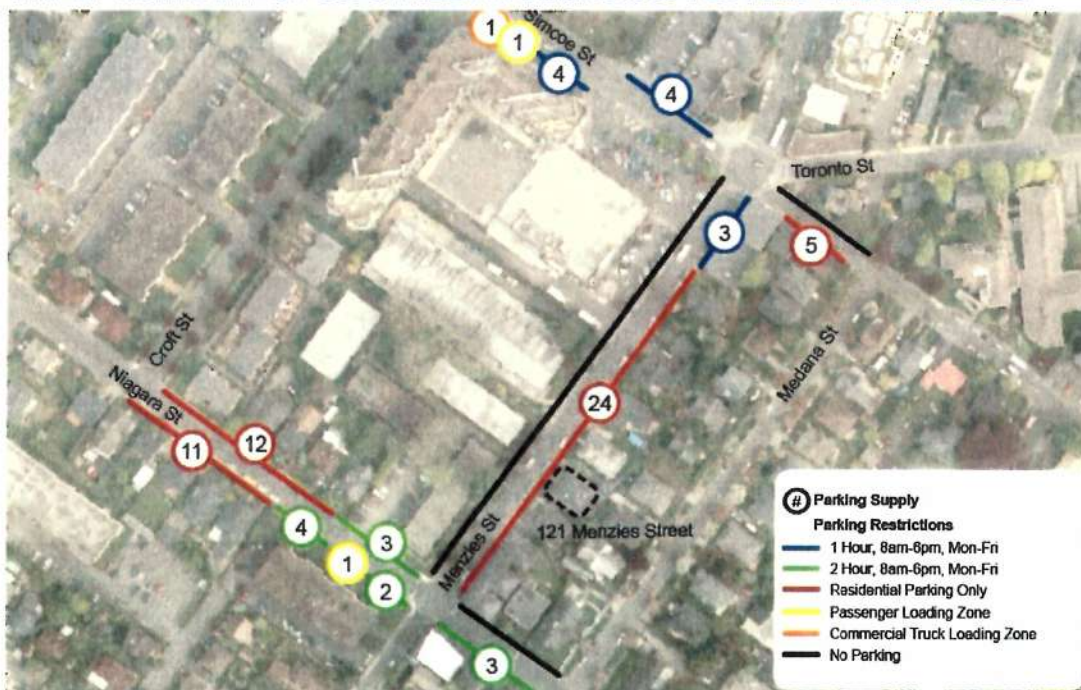 Simcoe St
1
1
4
4
Toronto St
3
5
Croft St
Medana St
Niagara St
24
12
11
4
3
121 Menzies Street
Menzies St
1
2
3
# Parking Supply
Parking Restrictions
1 Hour, 8am-6pm, Mon-Fri
2 Hour, 8am-6pm, Mon-Fri
Residential Parking Only
Passenger Loading Zone
Commercial Truck Loading Zone
No Parking